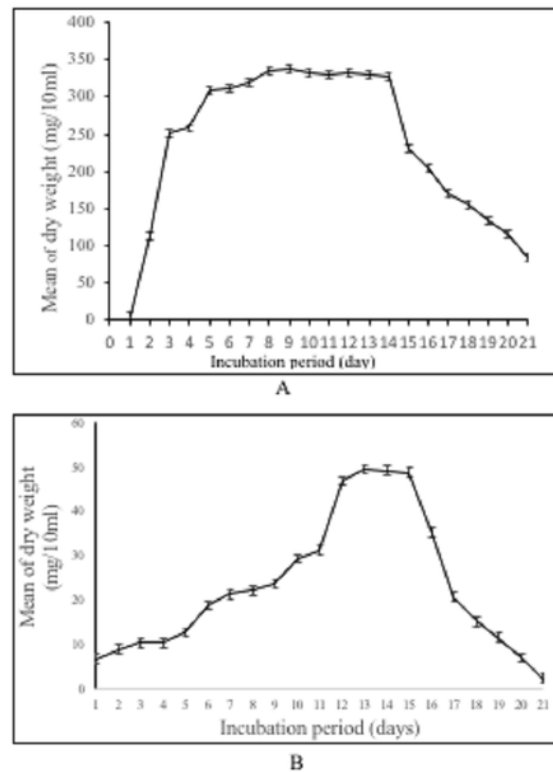 400
350
300
250
200
150
100
50
0
Mean of dry weight (mg/10ml)
0 1 2 3 4 5 6 7 8 9 10 11 12 13 14 15 16 17 18 19 20 21
Incubation period (day)
A
60
50
40
30
20
10
0
Mean of dry weight
(mg/10ml)
1 2 3 4 5 6 7 8 9 10 11 12 13 14 15 16 17 18 19 20 21
Incubation period (days)
B